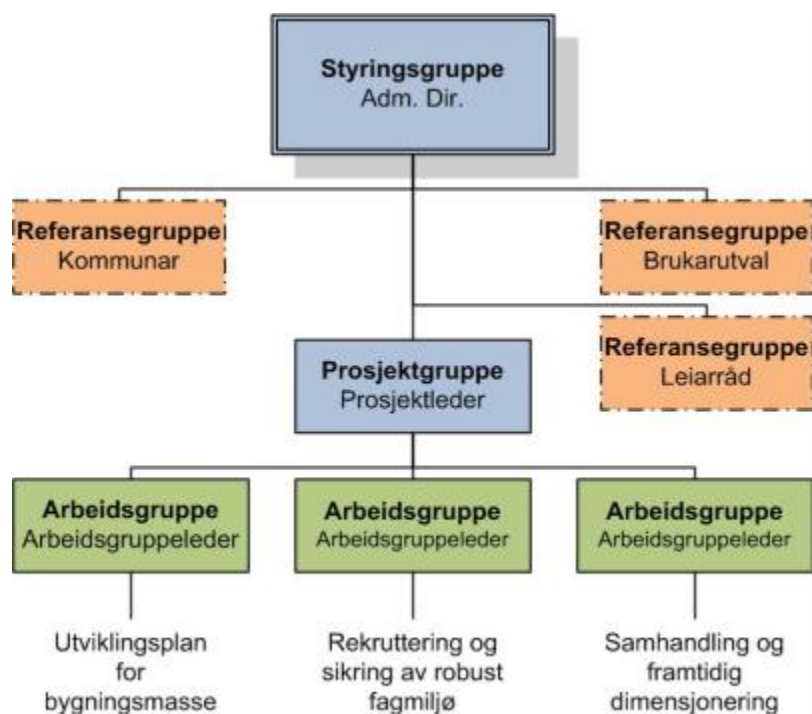 Styringsgruppe
Adm. Dir.
Referansegruppe
Kommunar
Referansegruppe
Brukarutval
Referansegruppe
Leiarråd
Prosjektgruppe
Prosjektleder
Arbeidsgruppe
Arbeidsgruppeleder
Arbeidsgruppe
Arbeidsgruppeleder
Arbeidsgruppe
Arbeidsgruppeleder
Utviklingsplan
for
bygningsmasse
Rekruttering og
sikring av robust
fagmiljø
Samhandling og
framtidig
dimensjonering